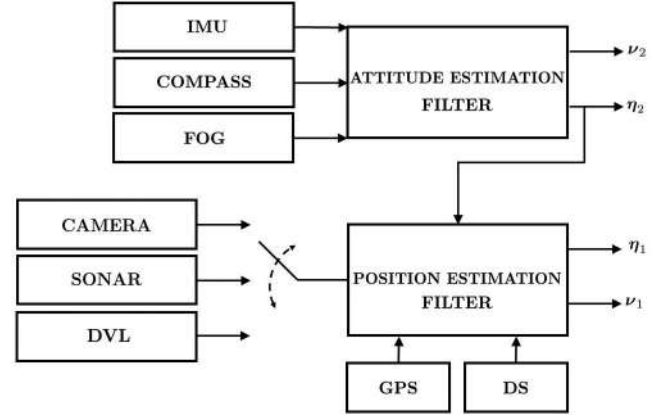 IMU
COMPASS
FOG
ATTITUDE ESTIMATION
FILTER
ν₂
η₂
CAMERA
SONAR
DVL
POSITION ESTIMATION
FILTER
η₁
ν₁
GPS
DS